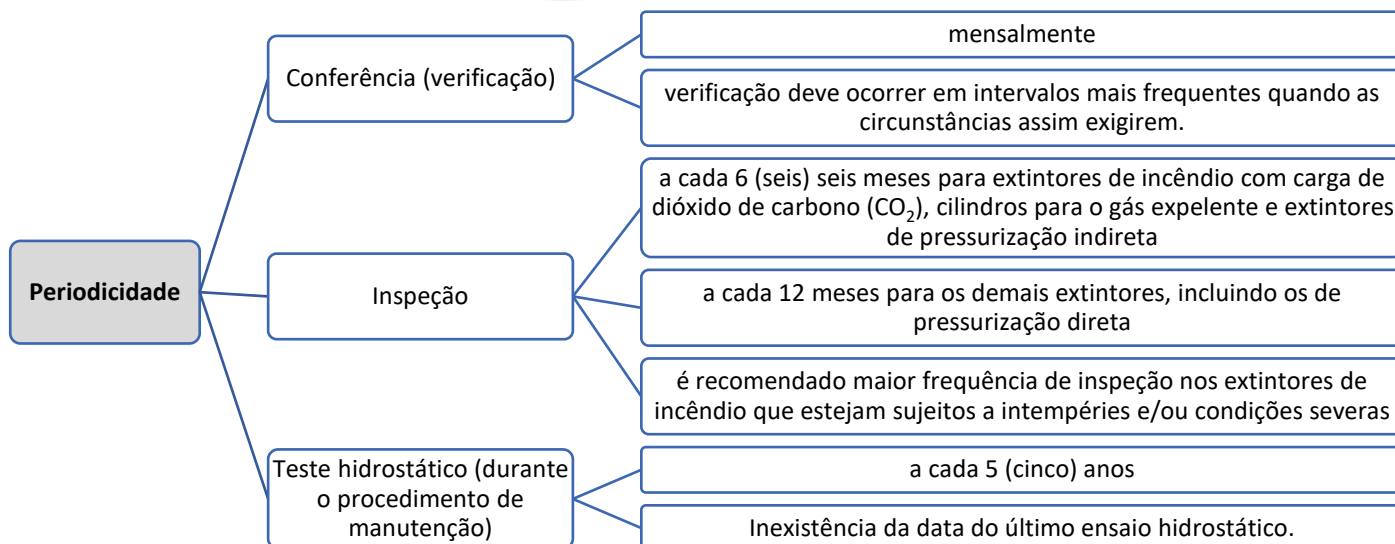 Periodicidade
Conferência (verificação)
mensalmente
verificação deve ocorrer em intervalos mais frequentes quando as
circunstâncias assim exigirem.
Inspeção
a cada 6 (seis) seis meses para extintores de incêndio com carga de
dióxido de carbono (CO₂), cilindros para o gás expelente e extintores
de pressurização indireta
a cada 12 meses para os demais extintores, incluindo os de
pressurização direta
é recomendado maior frequência de inspeção nos extintores de
incêndio que estejam sujeitos a intempéries e/ou condições severas
Teste hidrostático (durante
o procedimento de
manutenção)
a cada 5 (cinco) anos
Inexistência da data do último ensaio hidrostático.